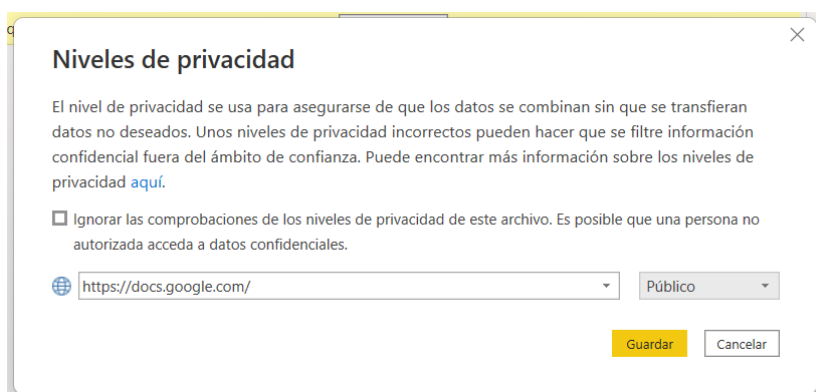 Niveles de privacidad
El nivel de privacidad se usa para asegurarse de que los datos se combinan sin que se transfieran
datos no deseados. Unos niveles de privacidad incorrectos pueden hacer que se filtre información
confidencial fuera del ámbito de confianza. Puede encontrar más información sobre los niveles de
privacidad aquí.
Ignorar las comprobaciones de los niveles de privacidad de este archivo. Es posible que una persona no
autorizada acceda a datos confidenciales.
https://docs.google.com/ Público
Guardar Cancelar